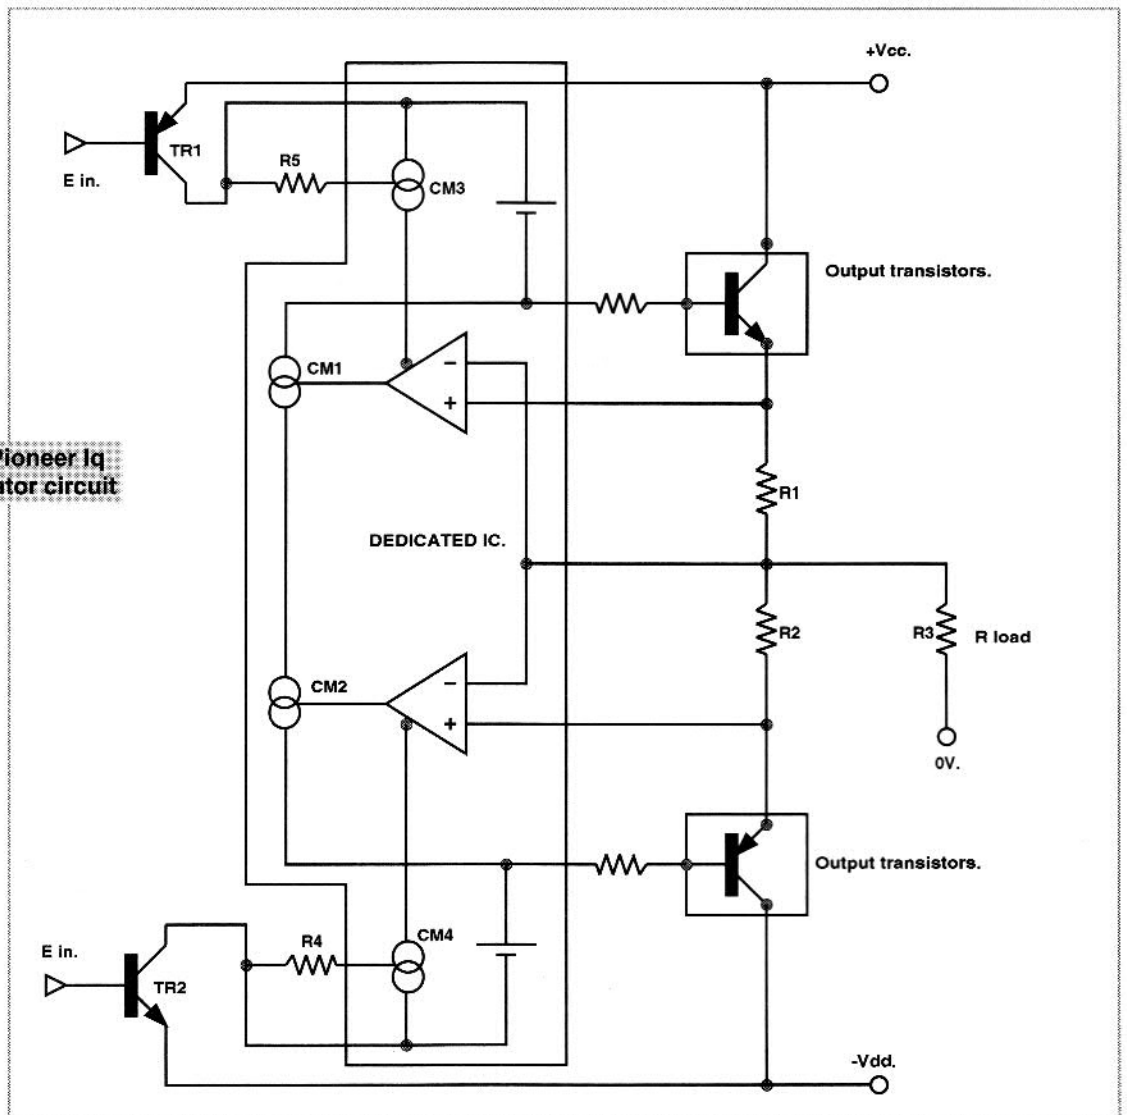 +Vcc.
TR1
E in.
R5
CM3
Output transistors.
CM1
−
+
Pioneer Iq
circuit
R1
DEDICATED IC.
R2
R3
R load
CM2
−
+
0V.
Output transistors.
CM4
R4
E in.
TR2
-Vdd.